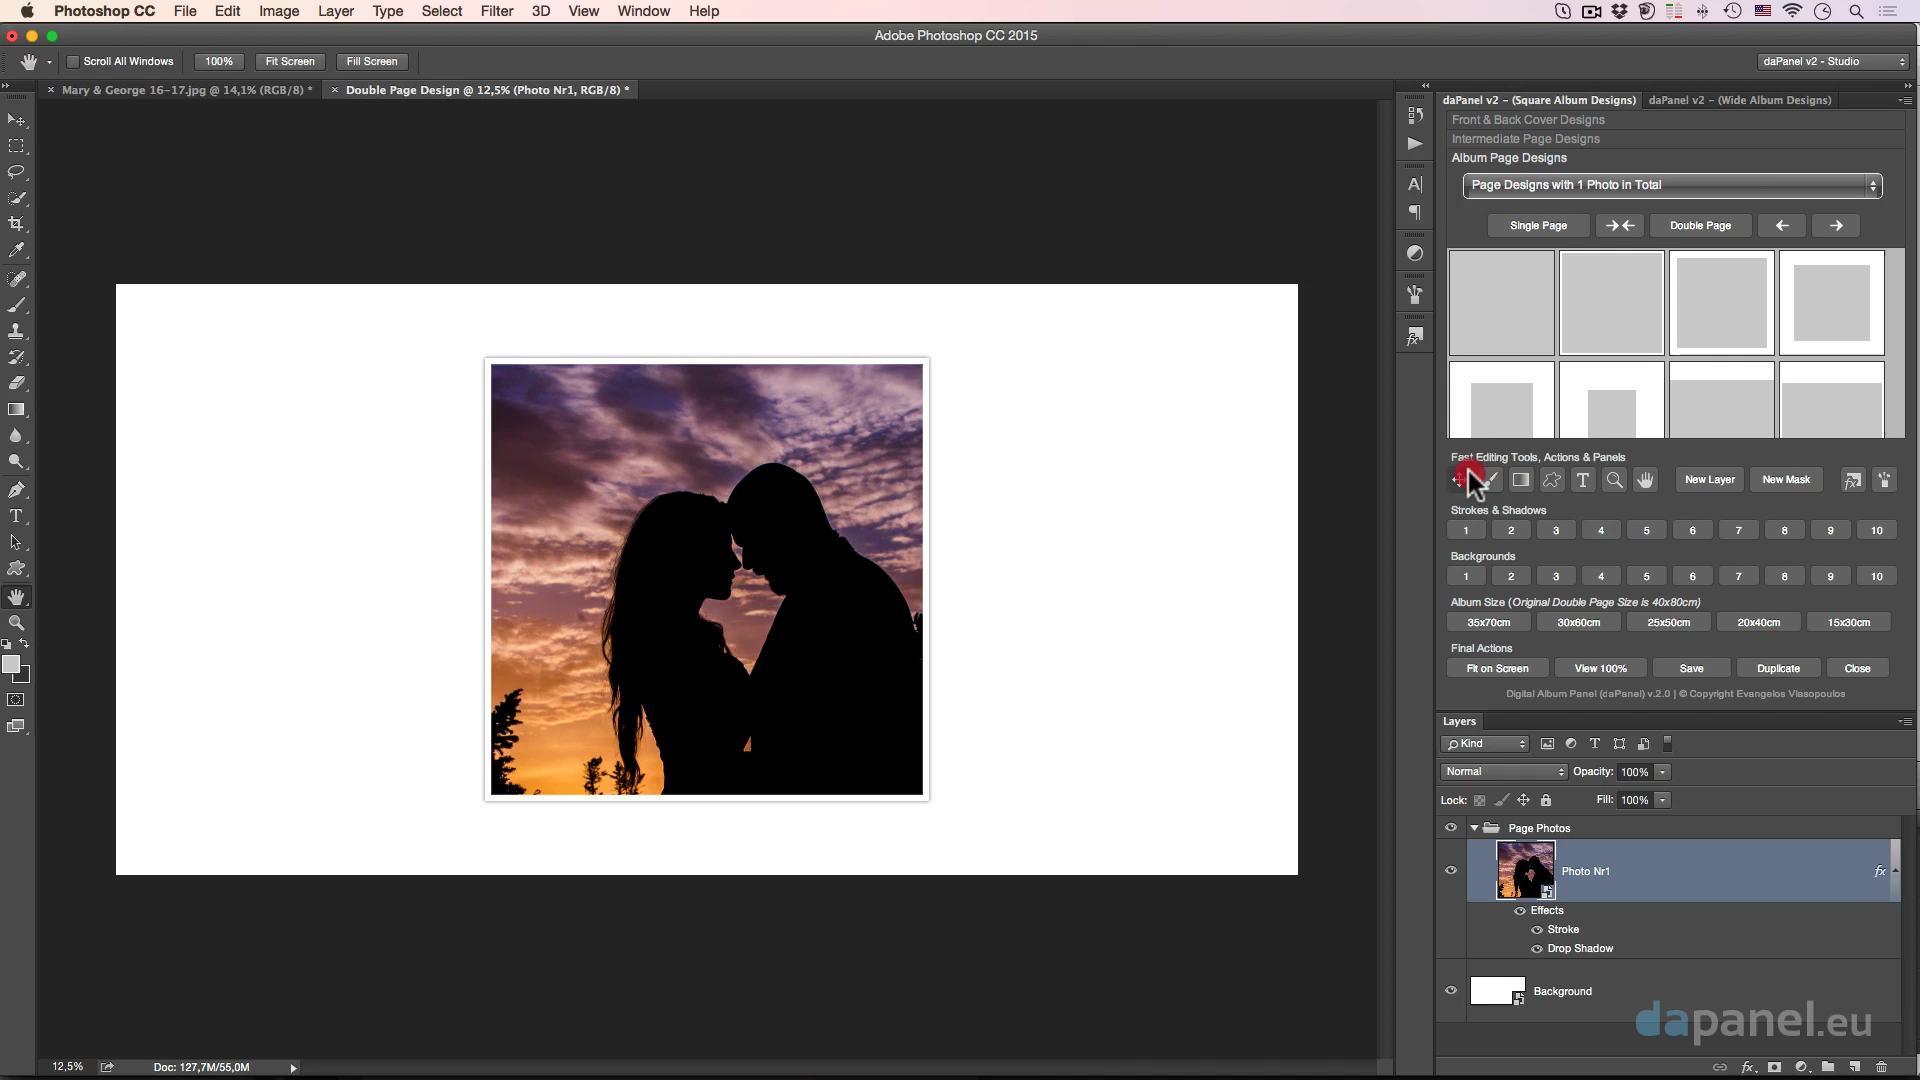 Photoshop CC File Edit Image Layer Type Select Filter 3D View Window Help
Adobe Photoshop CC 2015
Scroll All Windows 100% Fit Screen Fill Screen daPanel v2 - Studio
Mary & George 16-17.jpg @ 14,1% (RGB/8) * Double Page Design @ 12,5% (Photo Nr1, RGB/8) *
daPanel v2 - (Square Album Designs) daPanel v2 - (Wide Album Designs)
Front & Back Cover Designs
Intermediate Page Designs
Album Page Designs
Page Designs with 1 Photo in Total
Single Page Double Page
Fast Editing Tools, Actions & Panels
New Layer New Mask
Strokes & Shadows
1 2 3 4 5 6 7 8 9 10
Backgrounds
1 2 3 4 5 6 7 8 9 10
Album Size (Original Double Page Size is 40x80cm)
35x70cm 30x60cm 25x50cm 20x40cm 15x30cm
Final Actions
Fit on Screen View 100% Save Duplicate Close
Digital Album Panel (daPanel) v.2.0 | © Copyright Evangelos Vlasopoulos
Layers
Kind
Normal Opacity: 100%
Lock: Fill: 100%
Page Photos
Photo Nr1 fx
Effects
Stroke
Drop Shadow
Background
dapanel.eu
12,5% Doc: 127,7M/55,0M